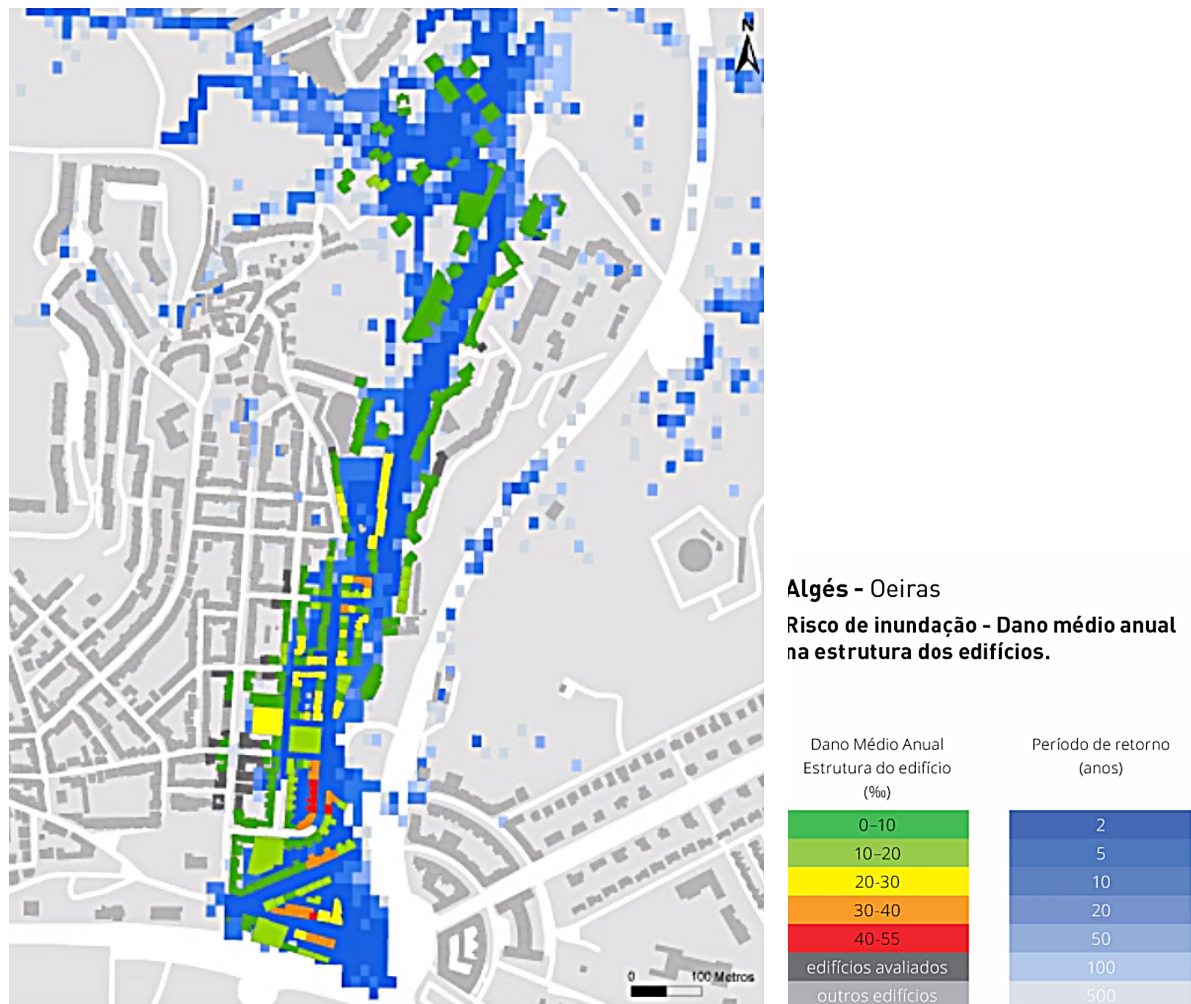 N
0 100 Metros
Algés - Oeiras
Risco de inundação - Dano médio anual
na estrutura dos edifícios.
Dano Médio Anual
Estrutura do edifício
(‰)
0-10
10-20
20-30
30-40
40-55
edifícios avaliados
outros edifícios
Período de retorno
(anos)
2
5
10
20
50
100
500